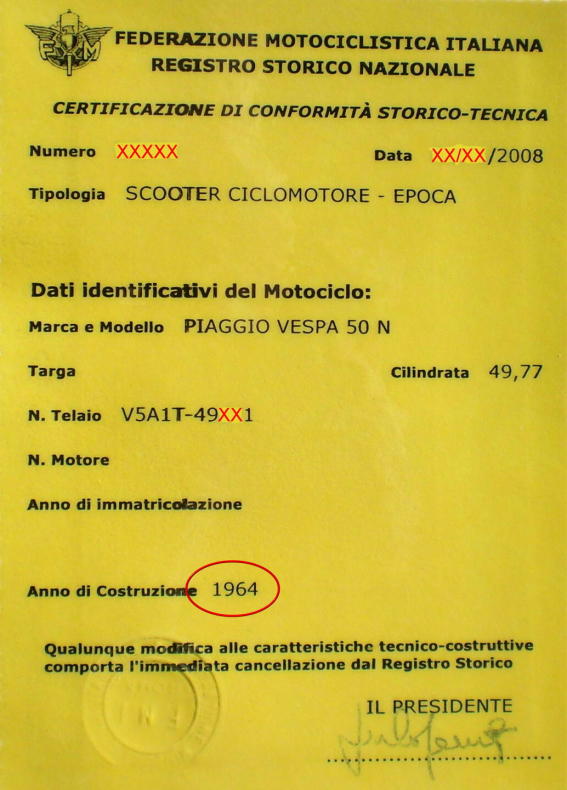 FEDERAZIONE MOTOCICLISTICA ITALIANA
REGISTRO STORICO NAZIONALE
CERTIFICAZIONE DI CONFORMITÀ STORICO-TECNICA
Numero XXXXX Data XX/XX/2008
Tipologia SCOOTER CICLOMOTORE - EPOCA
Dati identificativi del Motociclo:
Marca e Modello PIAGGIO VESPA 50 N
Targa Cilindrata 49,77
N. Telaio V5A1T-49XX1
N. Motore
Anno di immatricolazione
Anno di Costruzione 1964
Qualunque modifica alle caratteristiche tecnico-costruttive
comporta l'immediata cancellazione dal Registro Storico
IL PRESIDENTE